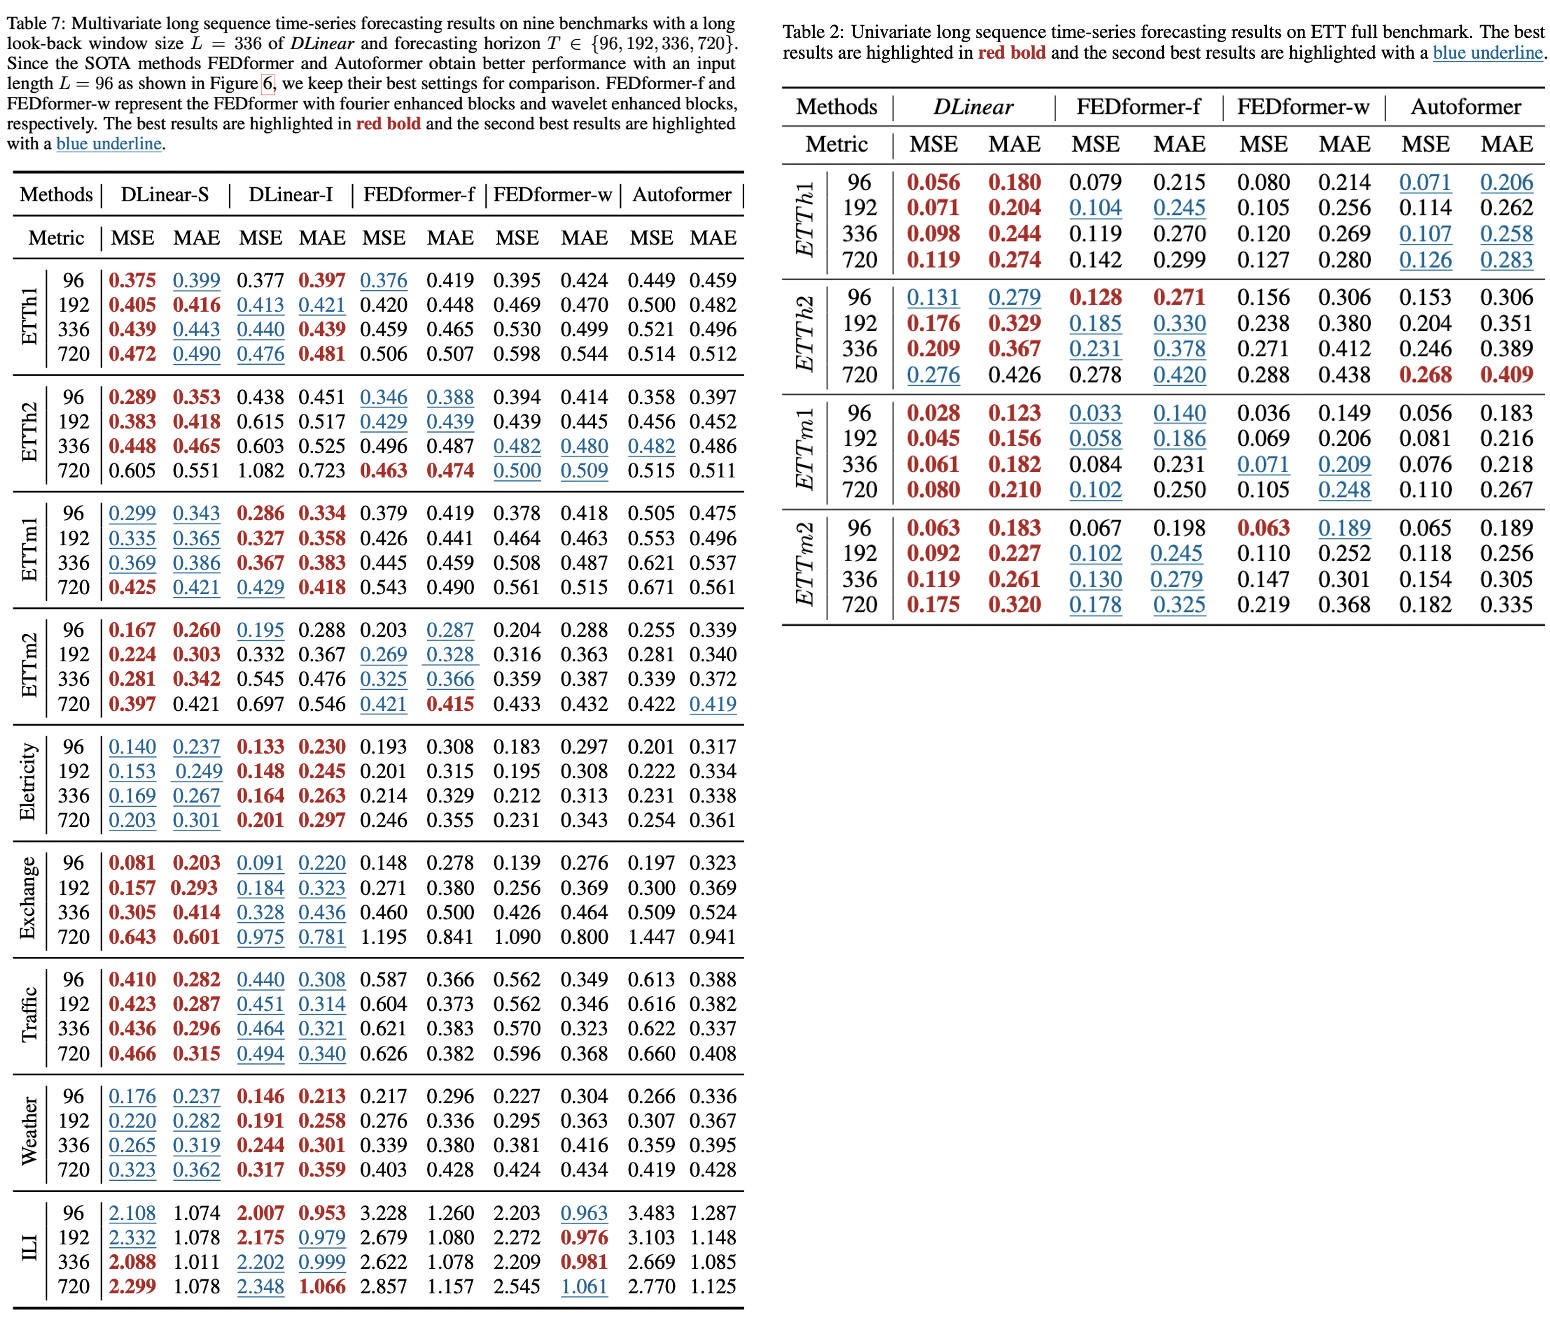 Table 7: Multivariate long sequence time-series forecasting results on nine benchmarks with a long
look-back window size L = 336 of DLinear and forecasting horizon T ∈ {96, 192, 336, 720}.
Since the SOTA methods FEDformer and Autoformer obtain better performance with an input
length L = 96 as shown in Figure 6, we keep their best settings for comparison. FEDformer-f and
FEDformer-w represent the FEDformer with fourier enhanced blocks and wavelet enhanced blocks,
respectively. The best results are highlighted in red bold and the second best results are highlighted
with a blue underline.
Methods DLinear-S DLinear-I FEDformer-f FEDformer-w Autoformer
Metric MSE MAE MSE MAE MSE MAE MSE MAE MSE MAE
ETTh1
96 0.375 0.399 0.377 0.397 0.376 0.419 0.395 0.424 0.449 0.459
192 0.405 0.416 0.413 0.421 0.420 0.448 0.469 0.470 0.500 0.482
336 0.439 0.443 0.440 0.439 0.459 0.465 0.530 0.499 0.521 0.496
720 0.472 0.490 0.476 0.481 0.506 0.507 0.598 0.544 0.514 0.512
ETTh2
96 0.289 0.353 0.438 0.451 0.346 0.388 0.394 0.414 0.358 0.397
192 0.383 0.418 0.615 0.517 0.429 0.439 0.439 0.445 0.456 0.452
336 0.448 0.465 0.603 0.525 0.496 0.487 0.482 0.480 0.482 0.486
720 0.605 0.551 1.082 0.723 0.463 0.474 0.500 0.509 0.515 0.511
ETTm1
96 0.299 0.343 0.286 0.334 0.379 0.419 0.378 0.418 0.505 0.475
192 0.335 0.365 0.327 0.358 0.426 0.441 0.464 0.463 0.553 0.496
336 0.369 0.386 0.367 0.383 0.445 0.459 0.508 0.487 0.621 0.537
720 0.425 0.421 0.429 0.418 0.543 0.490 0.561 0.515 0.671 0.561
ETTm2
96 0.167 0.260 0.195 0.288 0.203 0.287 0.204 0.288 0.255 0.339
192 0.224 0.303 0.332 0.367 0.269 0.328 0.316 0.363 0.281 0.340
336 0.281 0.342 0.545 0.476 0.325 0.366 0.359 0.387 0.339 0.372
720 0.397 0.421 0.697 0.546 0.421 0.415 0.433 0.432 0.422 0.419
Eletricity
96 0.140 0.237 0.133 0.230 0.193 0.308 0.183 0.297 0.201 0.317
192 0.153 0.249 0.148 0.245 0.201 0.315 0.195 0.308 0.222 0.334
336 0.169 0.267 0.164 0.263 0.214 0.329 0.212 0.313 0.231 0.338
720 0.203 0.301 0.201 0.297 0.246 0.355 0.231 0.343 0.254 0.361
Exchange
96 0.081 0.203 0.091 0.220 0.148 0.278 0.139 0.276 0.197 0.323
192 0.157 0.293 0.184 0.323 0.271 0.380 0.256 0.369 0.300 0.369
336 0.305 0.414 0.328 0.436 0.460 0.500 0.426 0.464 0.509 0.524
720 0.643 0.601 0.975 0.781 1.195 0.841 1.090 0.800 1.447 0.941
Traffic
96 0.410 0.282 0.440 0.308 0.587 0.366 0.562 0.349 0.613 0.388
192 0.423 0.287 0.451 0.314 0.604 0.373 0.562 0.346 0.616 0.382
336 0.436 0.296 0.464 0.321 0.621 0.383 0.570 0.323 0.622 0.337
720 0.466 0.315 0.494 0.340 0.626 0.382 0.596 0.368 0.660 0.408
Weather
96 0.176 0.237 0.146 0.213 0.217 0.296 0.227 0.304 0.266 0.336
192 0.220 0.282 0.191 0.258 0.276 0.336 0.295 0.363 0.307 0.367
336 0.265 0.319 0.244 0.301 0.339 0.380 0.381 0.416 0.359 0.395
720 0.323 0.362 0.317 0.359 0.403 0.428 0.424 0.434 0.419 0.428
ILI
96 2.108 1.074 2.007 0.953 3.228 1.260 2.203 0.963 3.483 1.287
192 2.332 1.078 2.175 0.979 2.679 1.080 2.272 0.976 3.103 1.148
336 2.088 1.011 2.202 0.999 2.622 1.078 2.209 0.981 2.669 1.085
720 2.299 1.078 2.348 1.066 2.857 1.157 2.545 1.061 2.770 1.125
Table 2: Univariate long sequence time-series forecasting results on ETT full benchmark. The best
results are highlighted in red bold and the second best results are highlighted with a blue underline.
Methods DLinear FEDformer-f FEDformer-w Autoformer
Metric MSE MAE MSE MAE MSE MAE MSE MAE
ETTh1
96 0.056 0.180 0.079 0.215 0.080 0.214 0.071 0.206
192 0.071 0.204 0.104 0.245 0.105 0.256 0.114 0.262
336 0.098 0.244 0.119 0.270 0.120 0.269 0.107 0.258
720 0.119 0.274 0.142 0.299 0.127 0.280 0.126 0.283
ETTh2
96 0.131 0.279 0.128 0.271 0.156 0.306 0.153 0.306
192 0.176 0.329 0.185 0.330 0.238 0.380 0.204 0.351
336 0.209 0.367 0.231 0.378 0.271 0.412 0.246 0.389
720 0.276 0.426 0.278 0.420 0.288 0.438 0.268 0.409
ETTm1
96 0.028 0.123 0.033 0.140 0.036 0.149 0.056 0.183
192 0.045 0.156 0.058 0.186 0.069 0.206 0.081 0.216
336 0.061 0.182 0.084 0.231 0.071 0.209 0.076 0.218
720 0.080 0.210 0.102 0.250 0.105 0.248 0.110 0.267
ETTm2
96 0.063 0.183 0.067 0.198 0.063 0.189 0.065 0.189
192 0.092 0.227 0.102 0.245 0.110 0.252 0.118 0.256
336 0.119 0.261 0.130 0.279 0.147 0.301 0.154 0.305
720 0.175 0.320 0.178 0.325 0.219 0.368 0.182 0.335